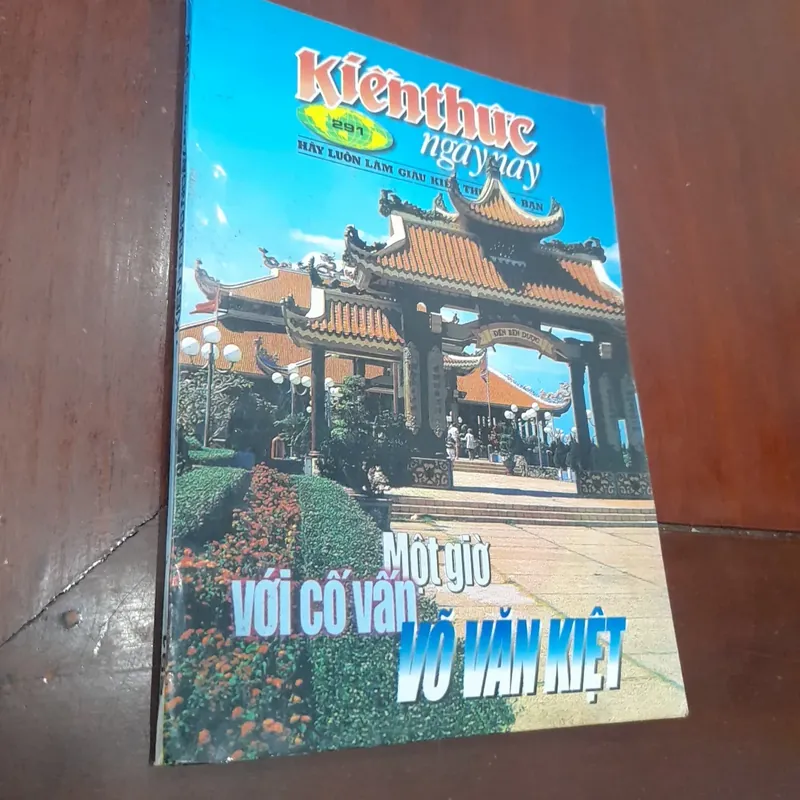 Kiến thức
ngày nay
291
HÃY LUÔN LÀM GIÀU KIẾN BẠN
ĐỀN BẾN DƯỢC
Một giờ
với cố vấn
VÕ VĂN KIỆT